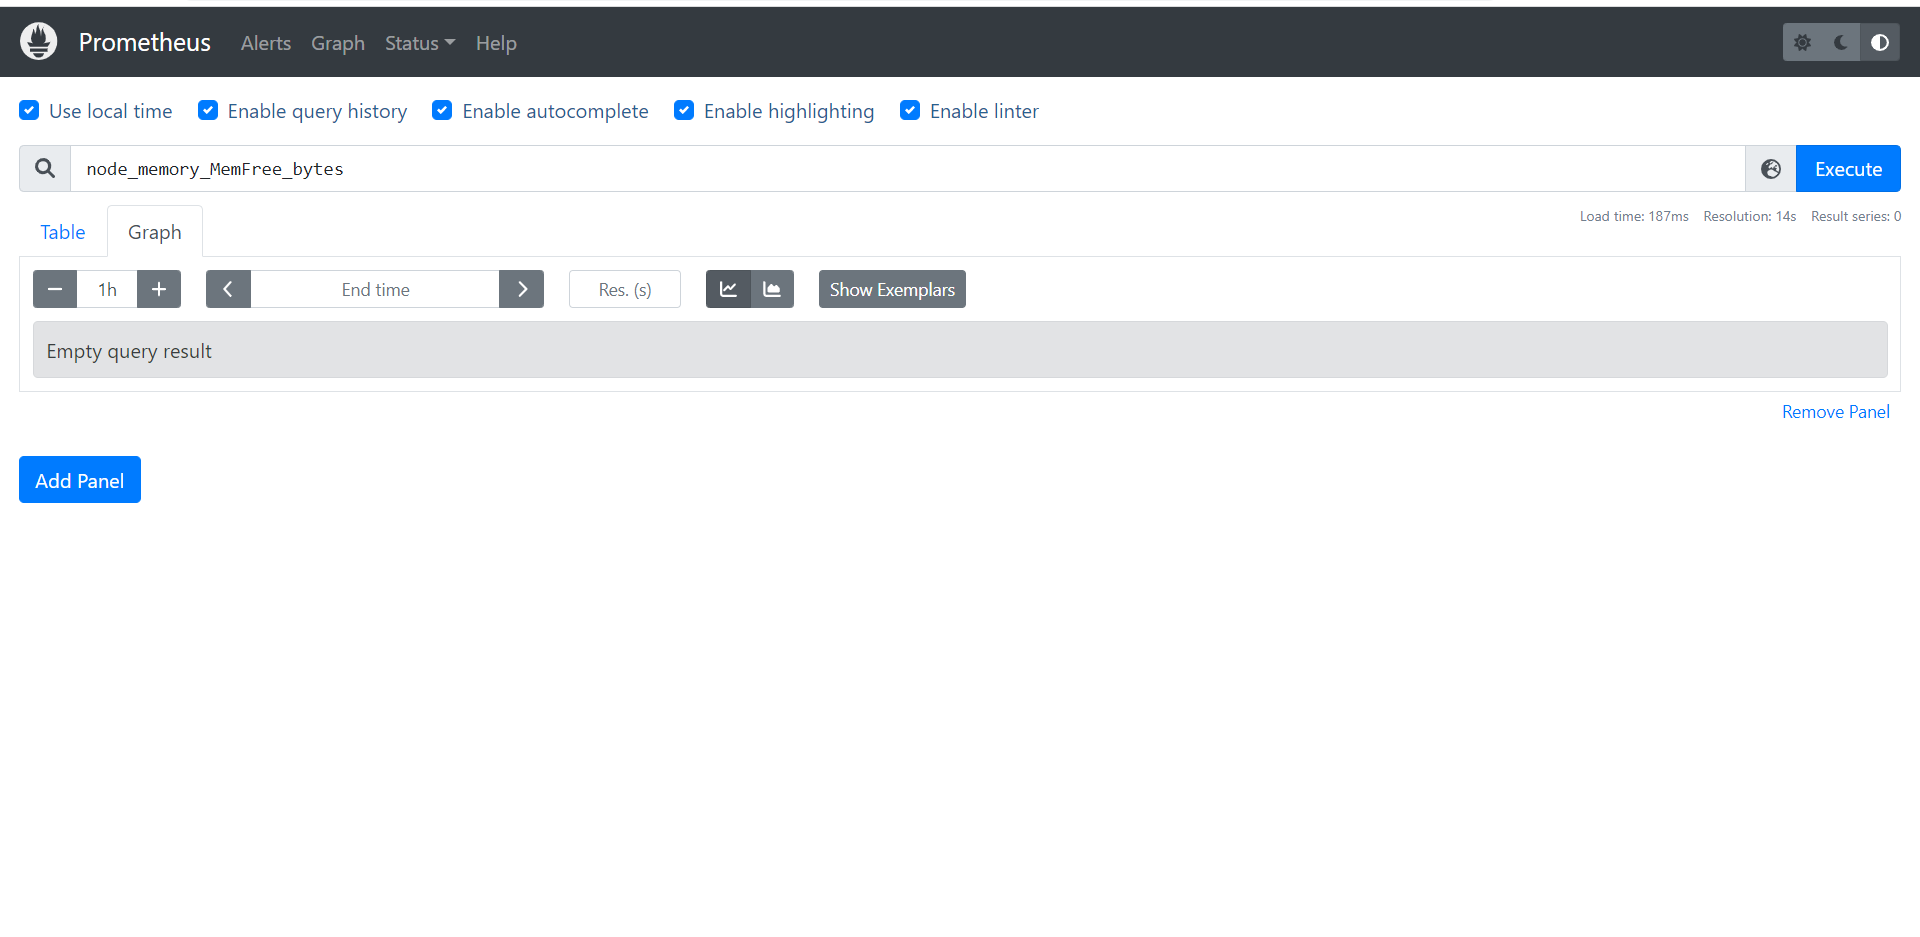 Prometheus Alerts Graph Status Help
Use local time Enable query history Enable autocomplete Enable highlighting Enable linter
node_memory_MemFree_bytes Execute
Table Graph Load time: 187ms Resolution: 14s Result series: 0
1h End time Res. (s) Show Exemplars
Empty query result
Remove Panel
Add Panel